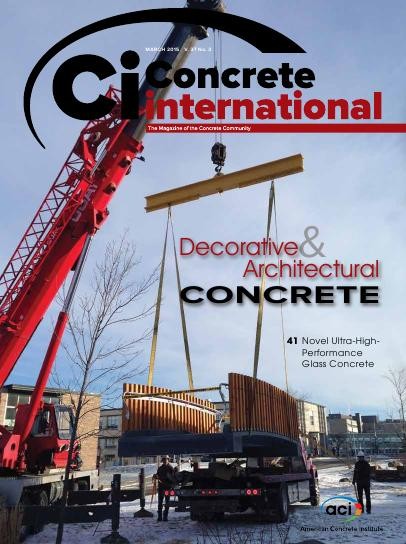 MARCH 2015 V. 37 No. 3
Ci Concrete
international
The Magazine of the Concrete Community
Decorative &
Architectural
CONCRETE
41 Novel Ultra-High-
Performance
Glass Concrete
aci
American Concrete Institute